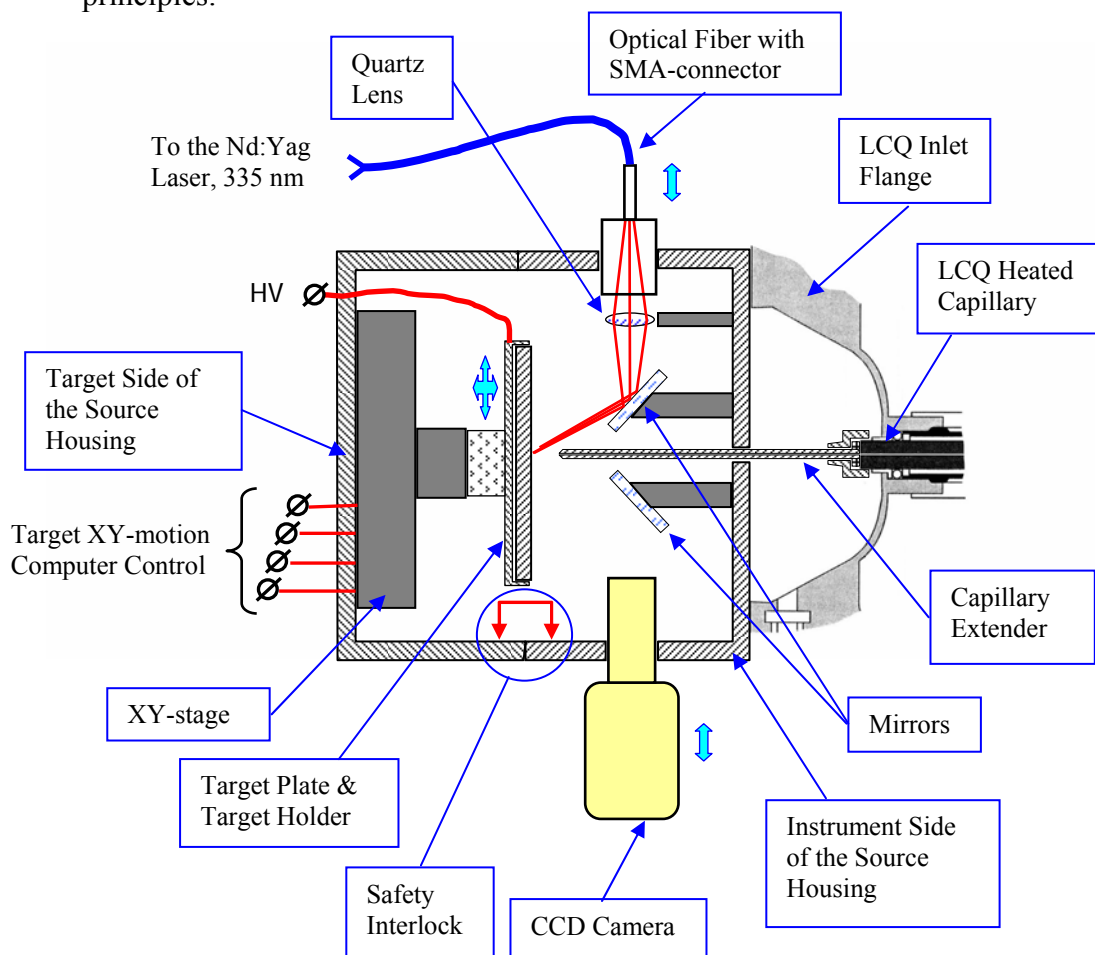 principles.
Optical Fiber with
SMA-connector
Quartz
Lens
To the Nd:Yag
Laser, 335 nm
LCQ Inlet
Flange
LCQ Heated
Capillary
HV
Target Side of
the Source
Housing
Target XY-motion
Computer Control
Capillary
Extender
XY-stage
Mirrors
Target Plate &
Target Holder
Instrument Side
of the Source
Housing
Safety
Interlock
CCD Camera